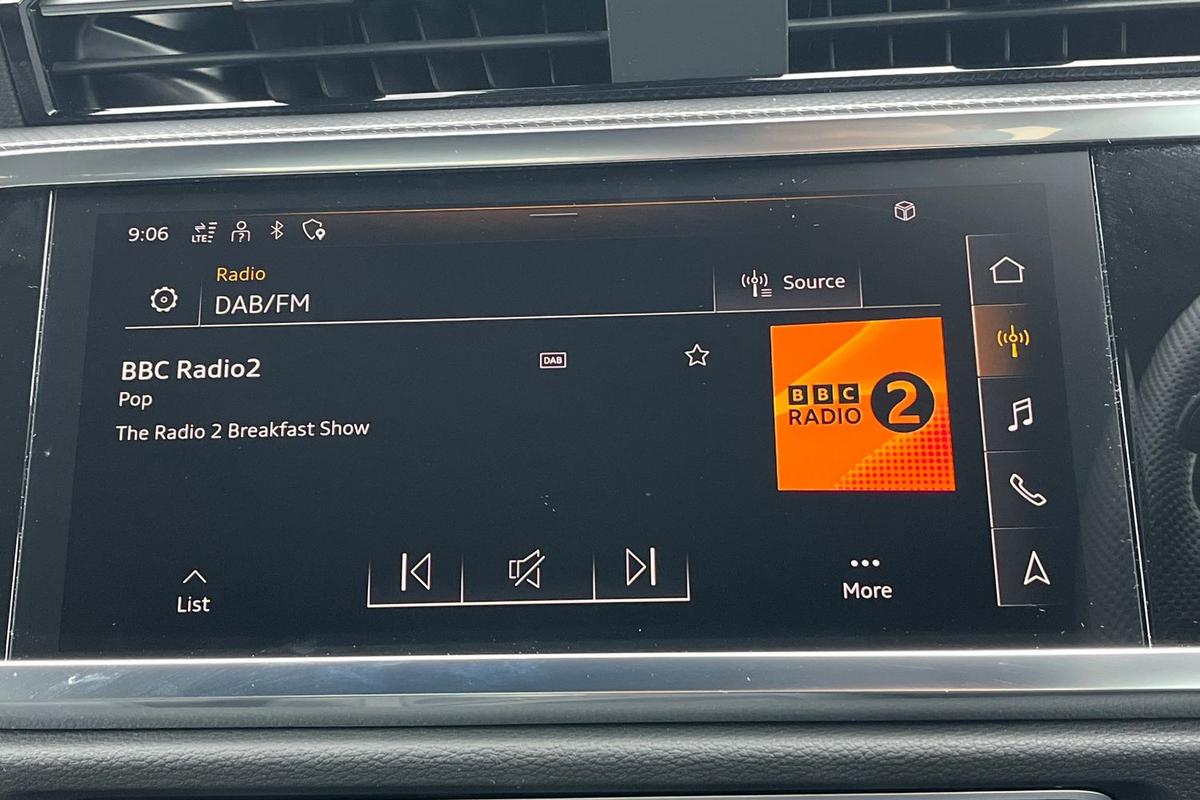 9:06
LTE
?
Radio
DAB/FM
Source
BBC Radio2
DAB
Pop
The Radio 2 Breakfast Show
BBC
RADIO
2
List
More